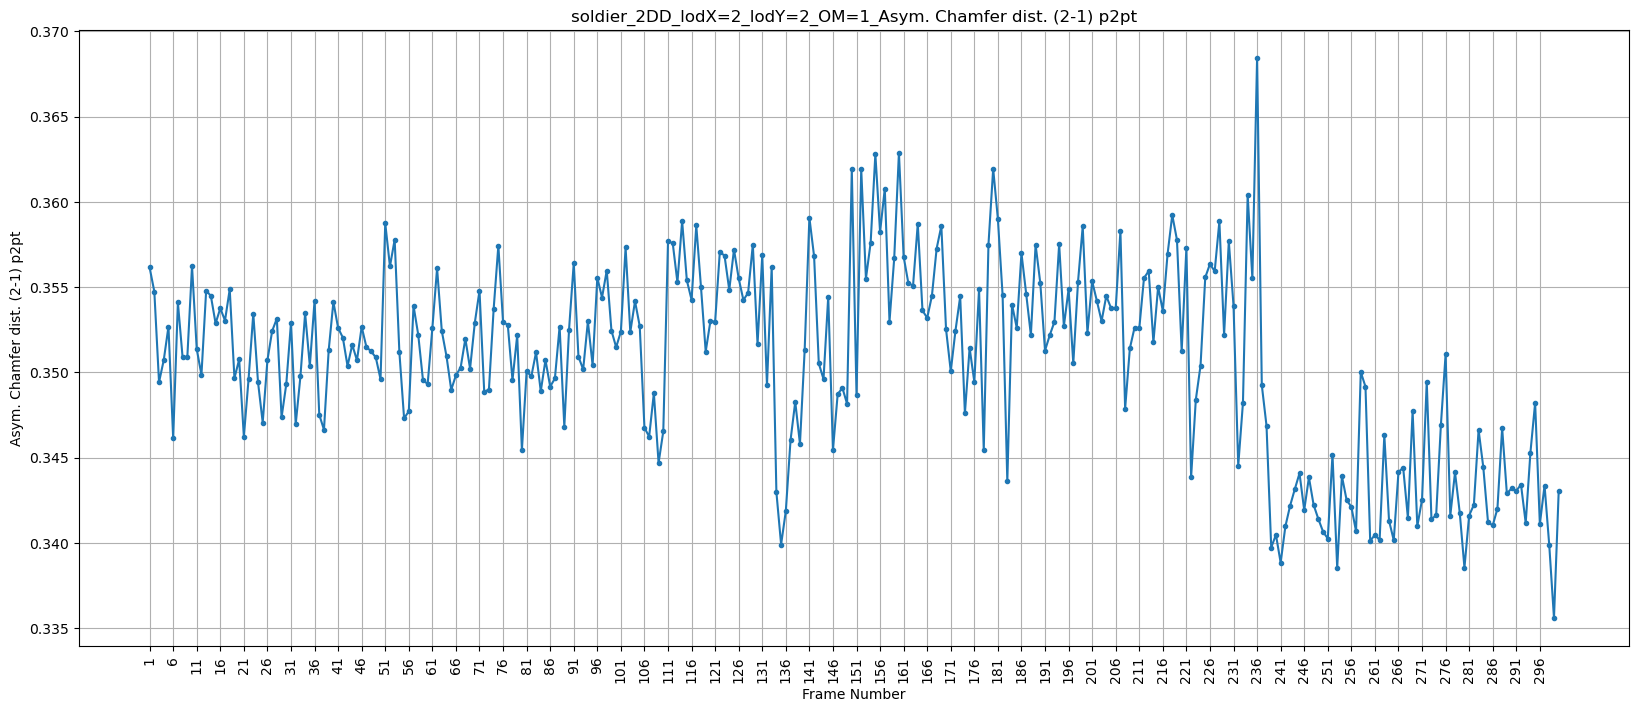 soldier_2DD_lodX=2_lodY=2_OM=1_Asym. Chamfer dist. (2-1) p2pt
Asym. Chamfer dist. (2-1) p2pt
0.370
0.365
0.360
0.355
0.350
0.345
0.340
0.335
1 6 11 16 21 26 31 36 41 46 51 56 61 66 71 76 81 86 91 96 101 106 111 116 121 126 131 136 141 146 151 156 161 166 171 176 181 186 191 196 201 206 211 216 221 226 231 236 241 246 251 256 261 266 271 276 281 286 291 296
Frame Number